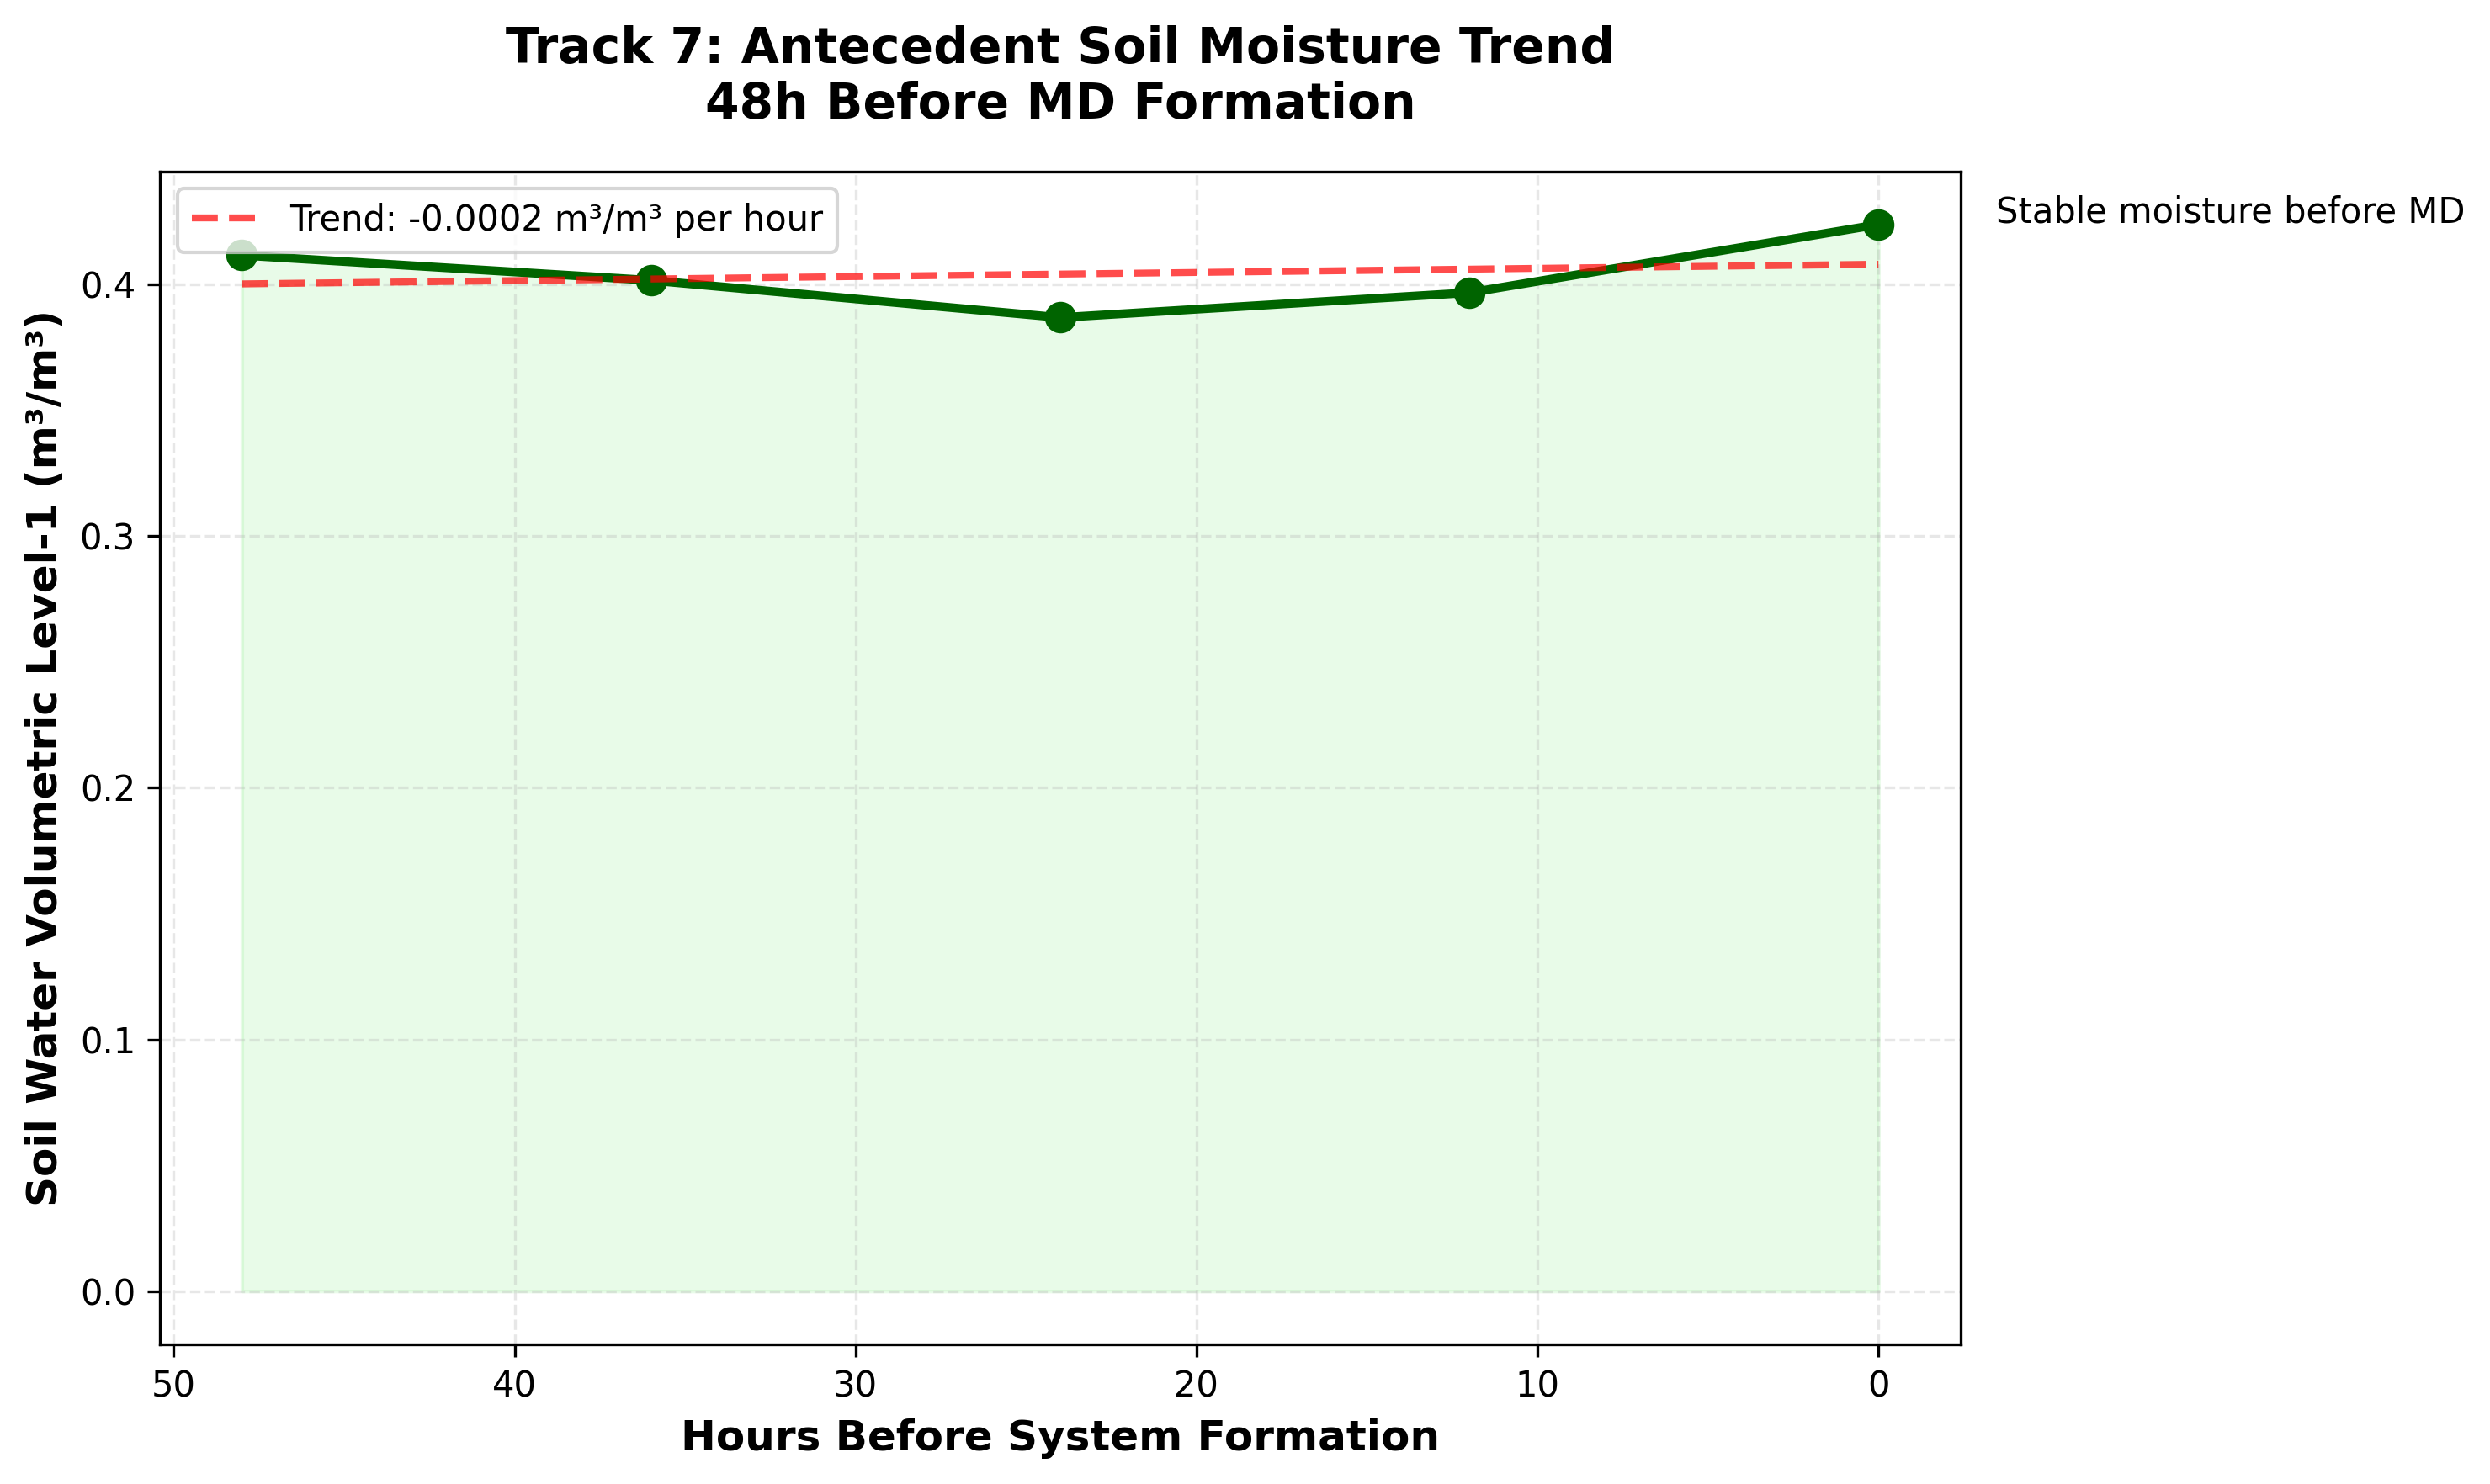 Track 7: Antecedent Soil Moisture Trend
48h Before MD Formation
Trend: -0.0002 m³/m³ per hour
Stable moisture before MD
Soil Water Volumetric Level-1 (m³/m³)
0.4
0.3
0.2
0.1
0.0
50 40 30 20 10 0
Hours Before System Formation